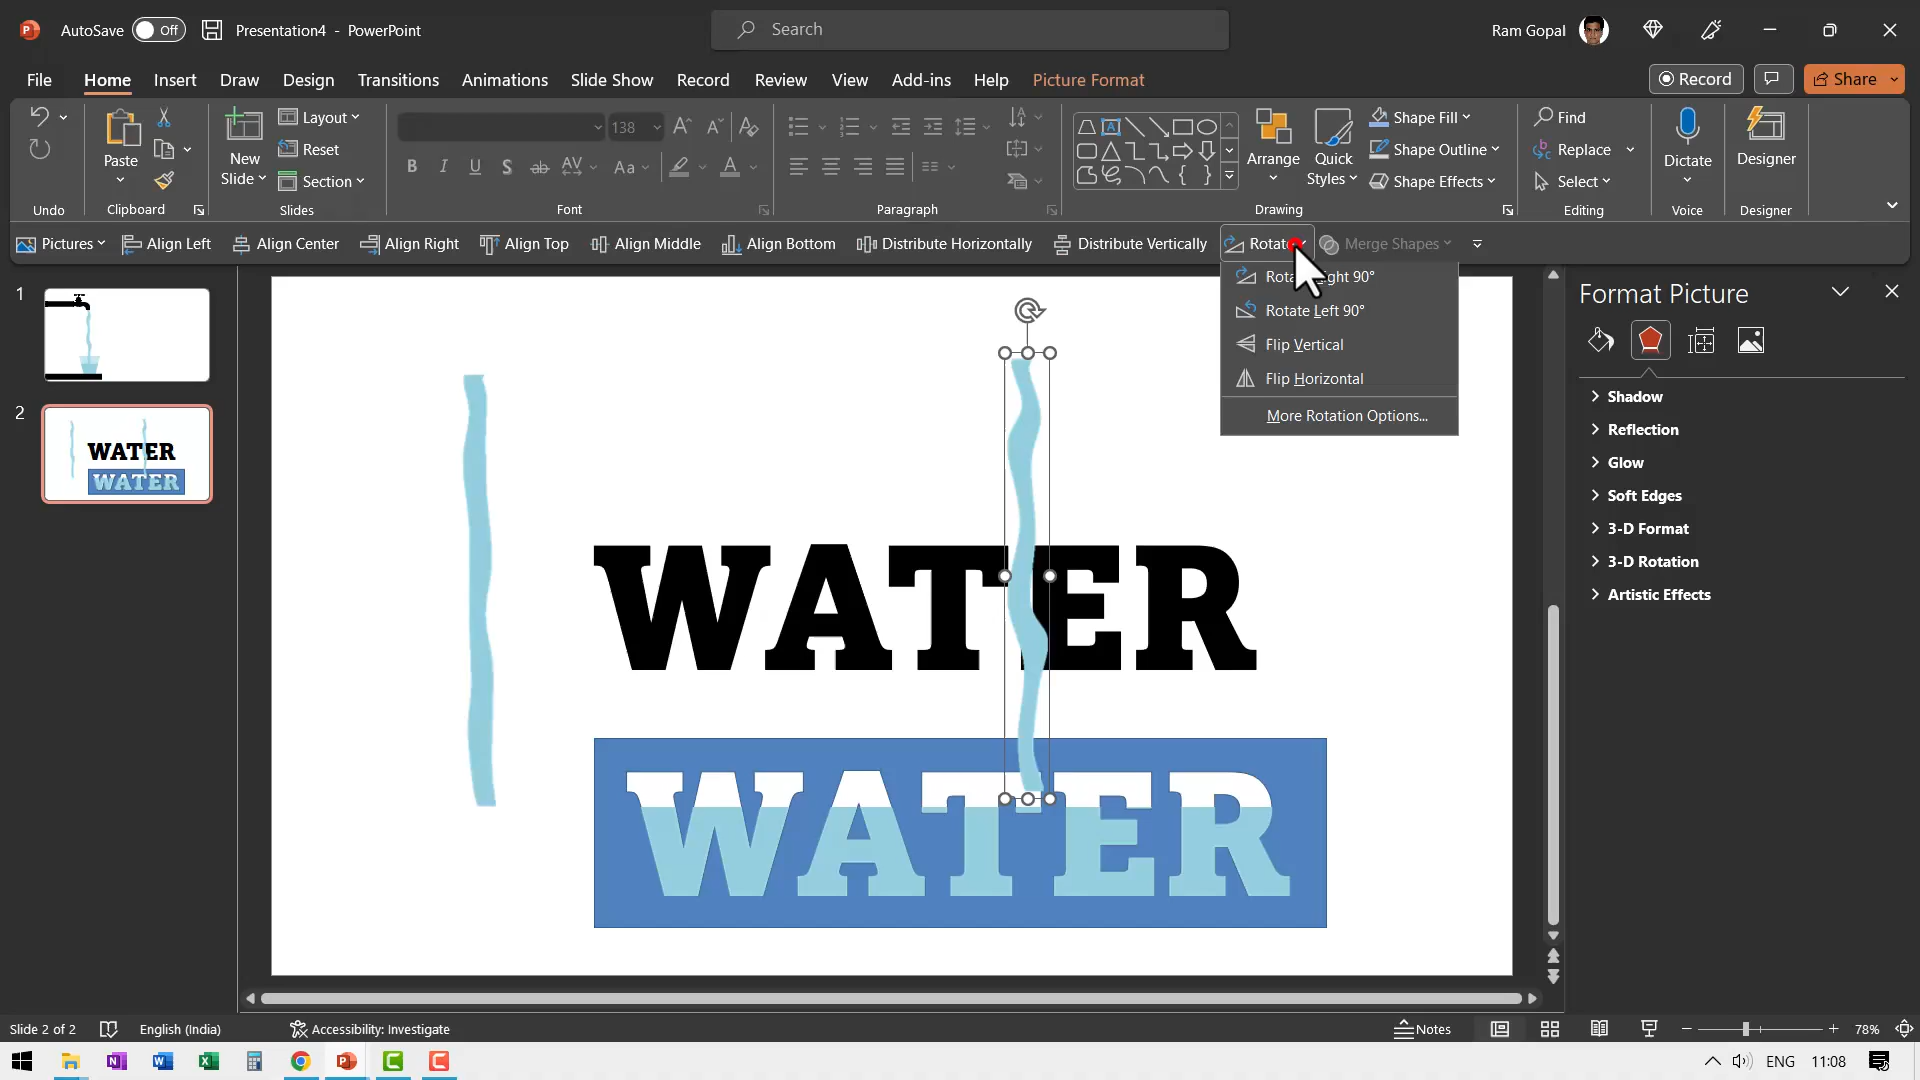 AutoSave Off Presentation4 - PowerPoint Search Ram Gopal
File Home Insert Draw Design Transitions Animations Slide Show Record Review View Add-ins Help Picture Format Record Share
Paste New Slide Layout Reset Section 138
B I U S ab AV Aa A
Arrange Quick Styles Shape Fill Shape Outline Shape Effects
Find Replace Select Dictate Designer
Undo Clipboard Slides Font Paragraph Drawing Editing Voice Designer
Pictures Align Left Align Center Align Right Align Top Align Middle Align Bottom Distribute Horizontally Distribute Vertically Rotate Merge Shapes
Rotate Left 90°
Flip Vertical
Flip Horizontal
More Rotation Options...
1
2
WATER
WATER
WATER
WATER
Format Picture
Shadow
Reflection
Glow
Soft Edges
3-D Format
3-D Rotation
Artistic Effects
Slide 2 of 2 English (India) Accessibility: Investigate Notes 78%
ENG 11:08